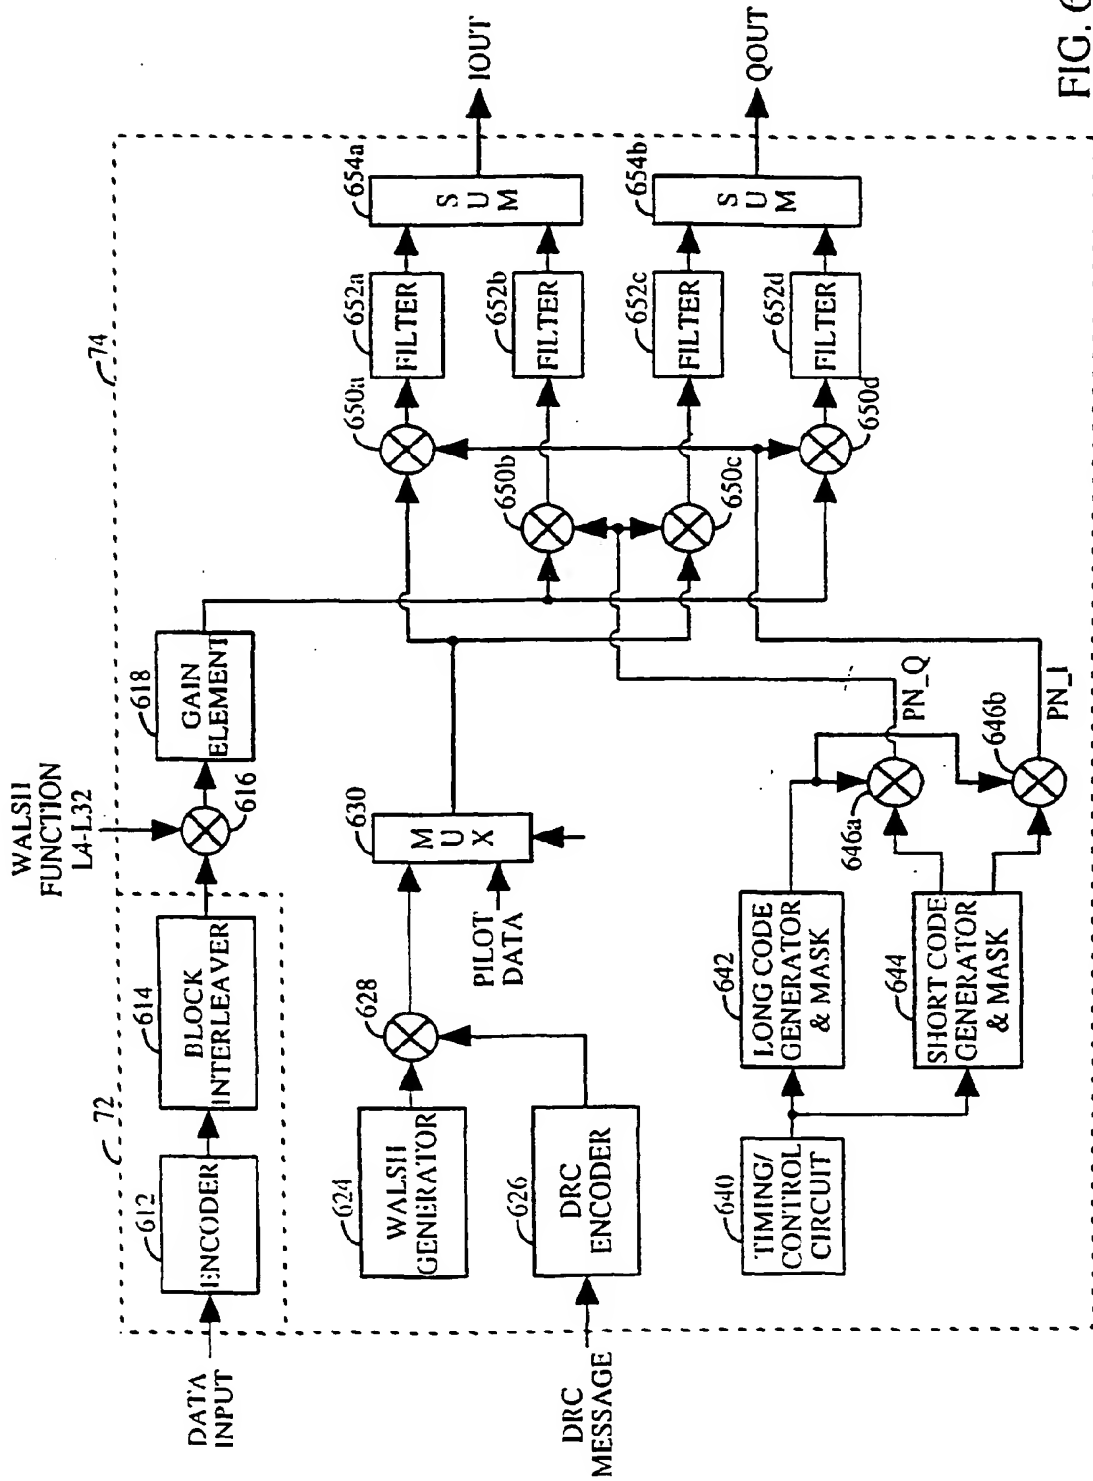 WALSH
FUNCTION
L4-L32
74
72
DATA
INPUT
612
ENCODER
614
BLOCK
INTERLEAVER
616
618
GAIN
ELEMENT
624
WALSH
GENERATOR
DRC
MESSAGE
626
DRC
ENCODER
628
PILOT
DATA
630
MUX
640
TIMING/
CONTROL
CIRCUIT
642
LONG CODE
GENERATOR
& MASK
644
SHORT CODE
GENERATOR
& MASK
646a
646b
PN_Q
PN_I
650a
650b
650c
650d
652a
FILTER
652b
FILTER
652c
FILTER
652d
FILTER
654a
SUM
654b
SUM
IOUT
QOUT
FIG. 6